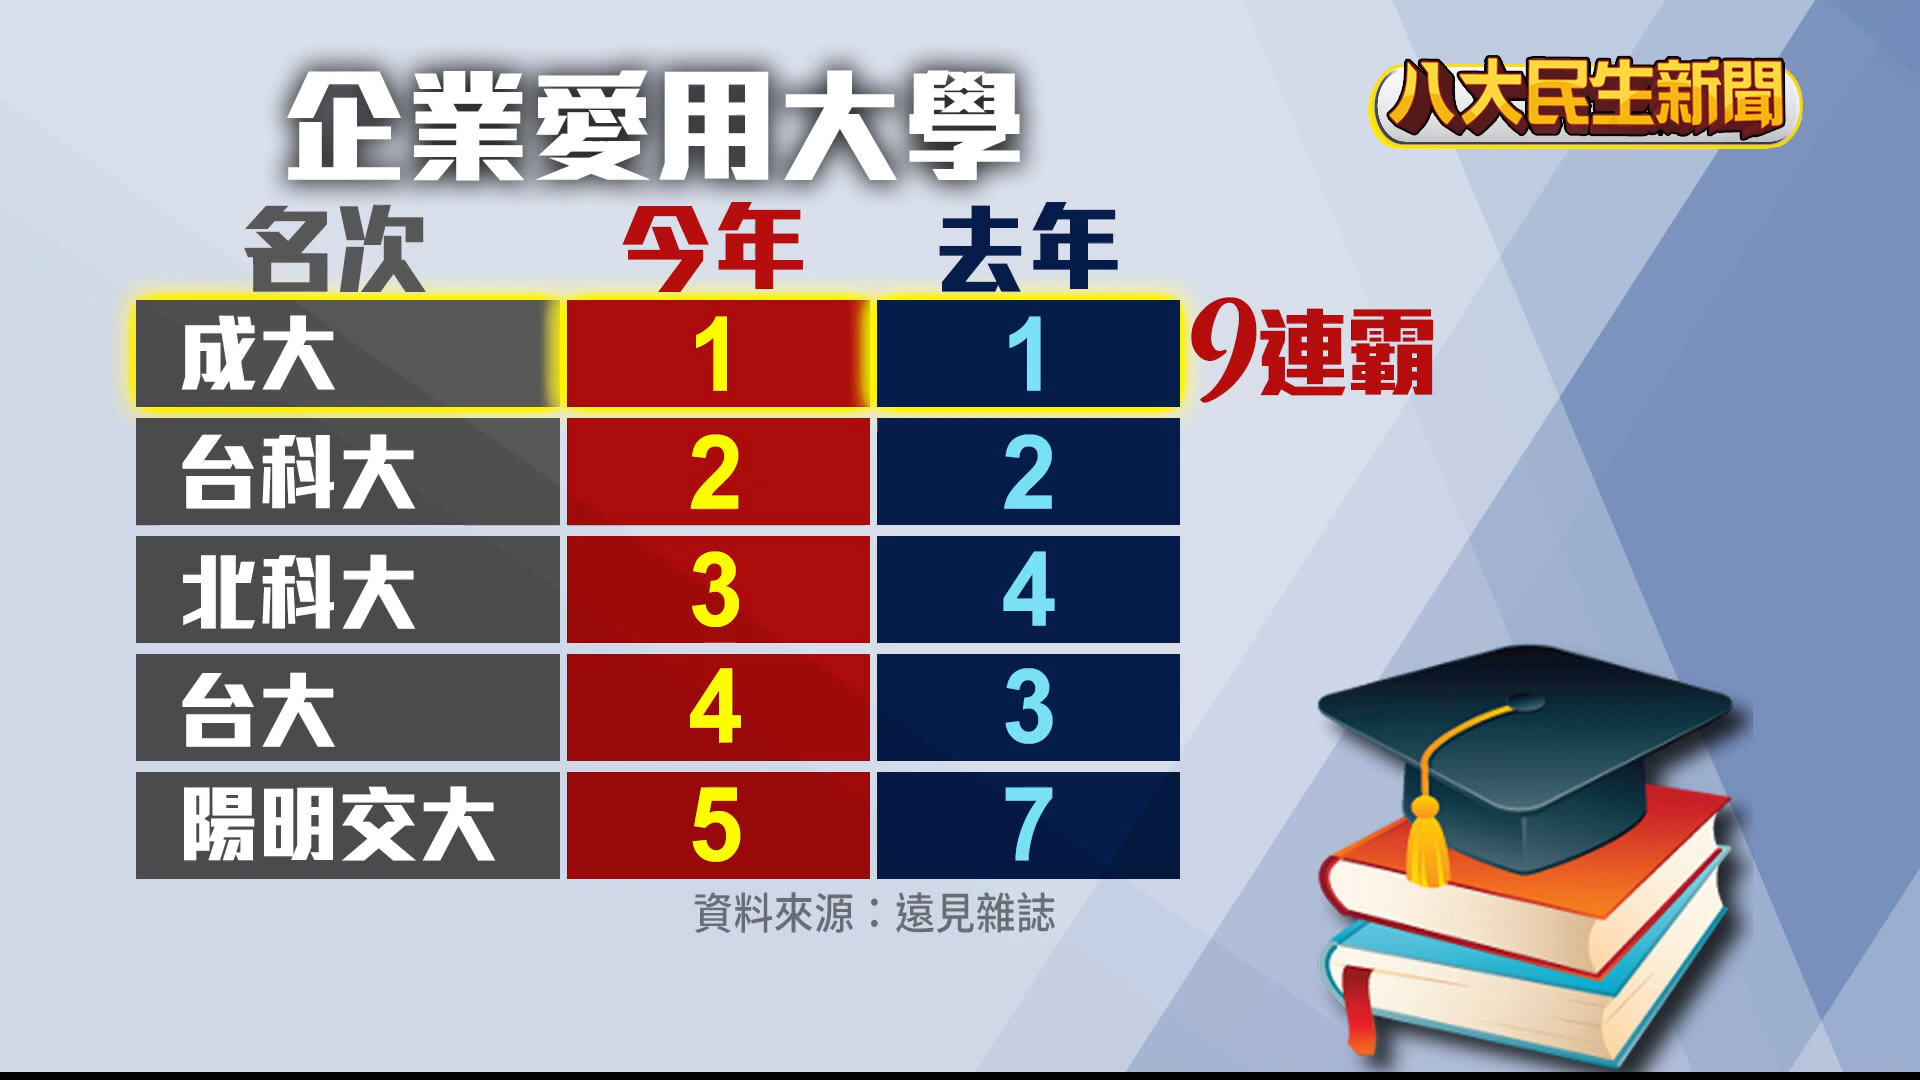 企業愛用大學
八大民生新聞
名次 今年 去年
成大 1 1 9連霸
台科大 2 2
北科大 3 4
台大 4 3
陽明交大 5 7
資料來源：遠見雜誌